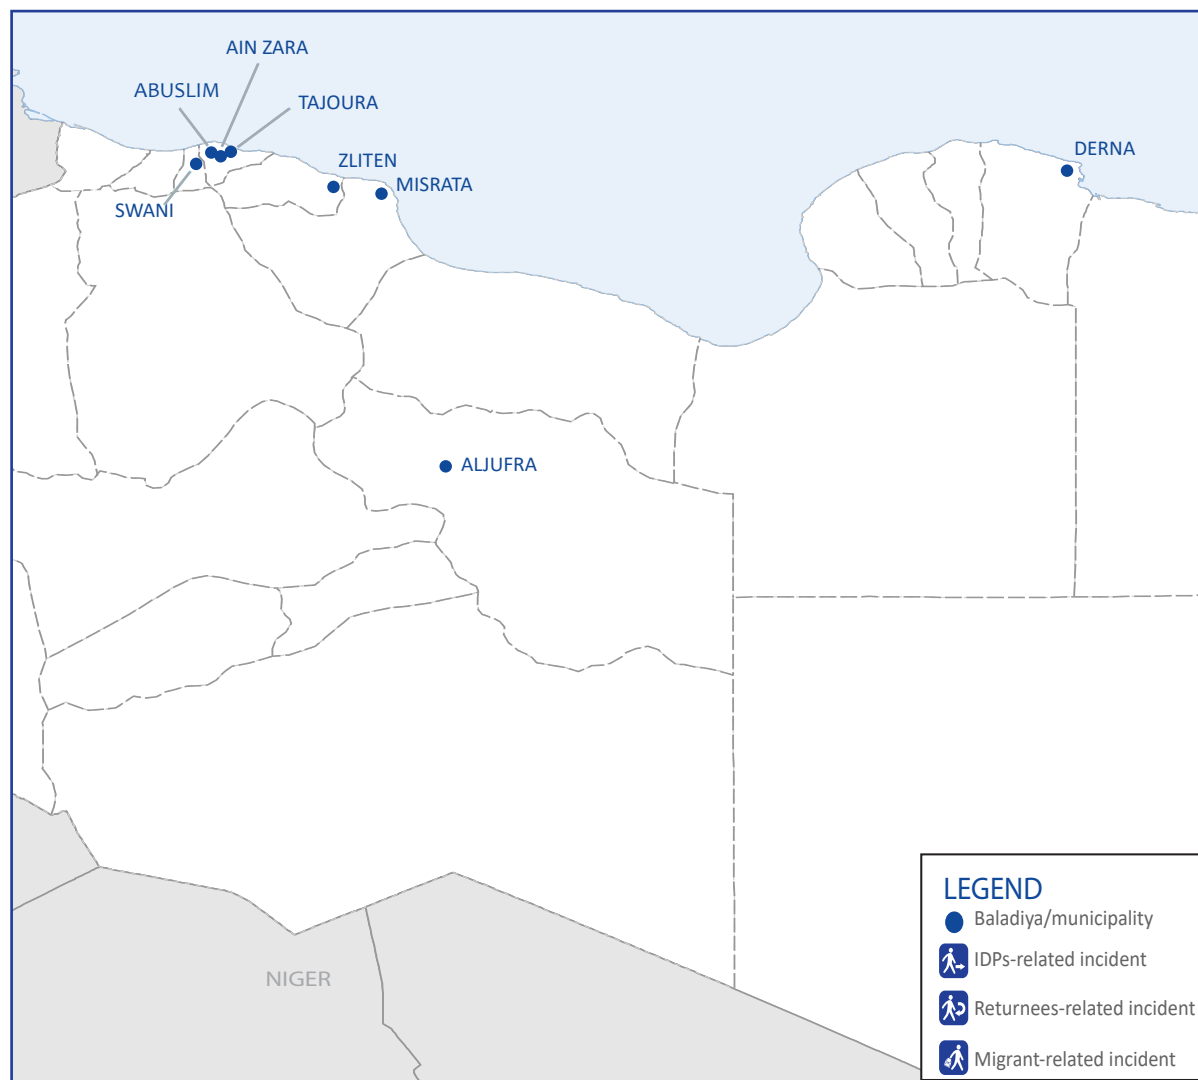 AIN ZARA
ABUSLIM
TAJOURA
ZLITEN
MISRATA
SWANI
DERNA
ALJUFRA
NIGER
LEGEND
Baladiya/municipality
IDPs-related incident
Returnees-related incident
Migrant-related incident